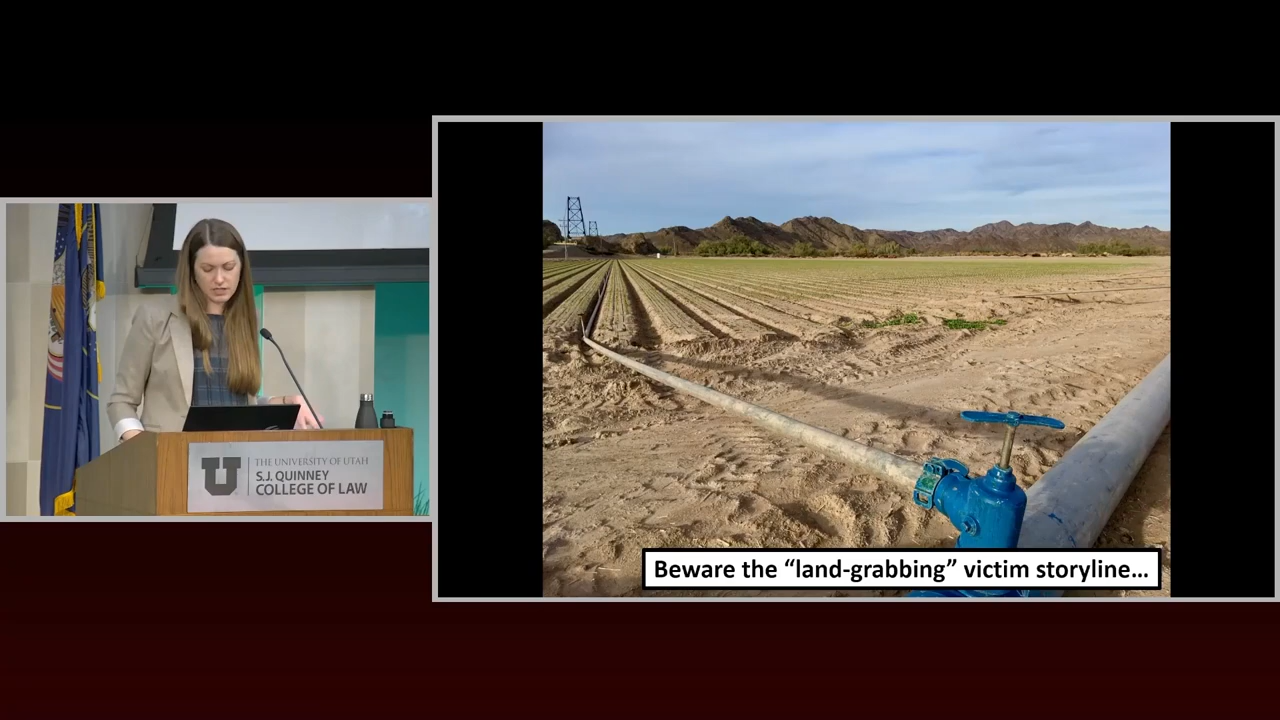 U
THE UNIVERSITY OF UTAH
S.J. QUINNEY
COLLEGE OF LAW
Beware the “land-grabbing” victim storyline…